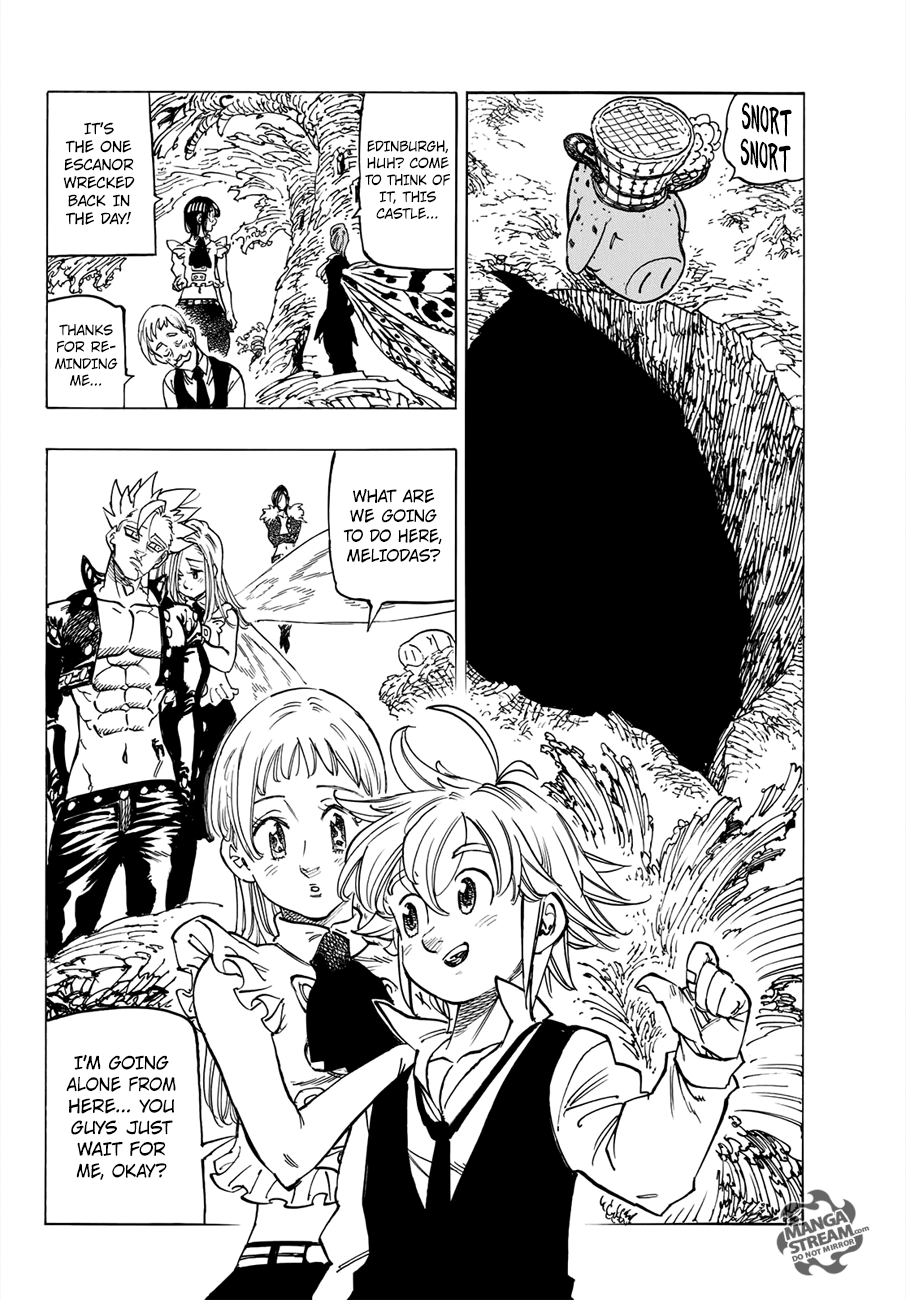 SNORT
SNORT
EDINBURGH,
HUH? COME
TO THINK OF
IT, THIS
CASTLE...
IT'S
THE ONE
ESCANOR
WRECKED
BACK IN
THE DAY!
THANKS
FOR RE-
MINDING
ME...
WHAT ARE
WE GOING
TO DO HERE,
MELIODAS?
I'M GOING
ALONE FROM
HERE... YOU
GUYS JUST
WAIT FOR
ME, OKAY?
MANGA
STREAM.com
DO NOT MIRROR